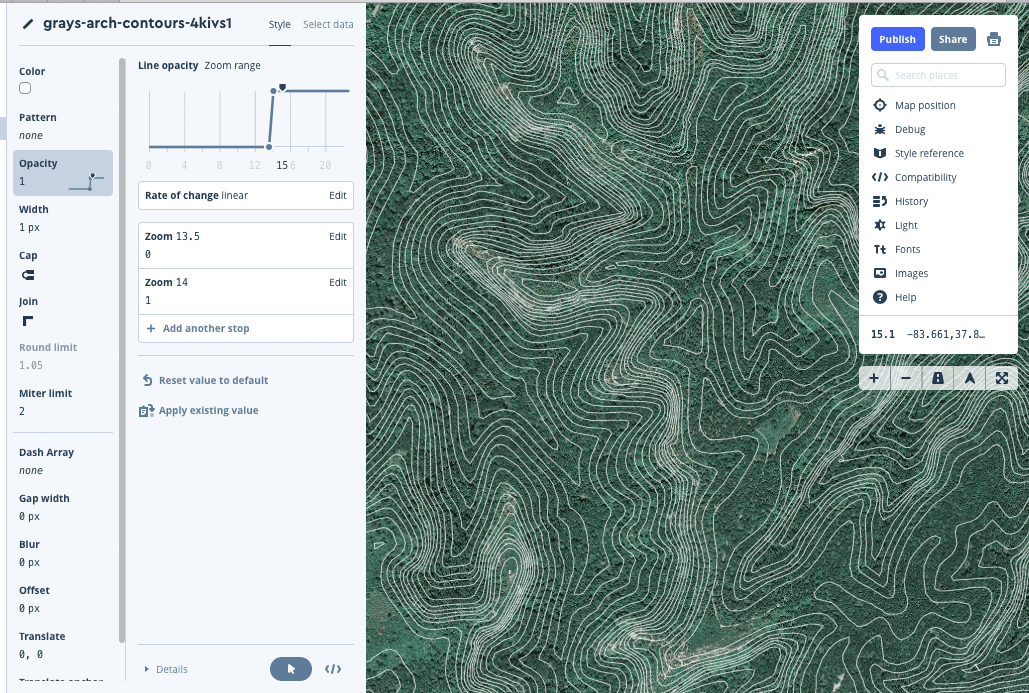 grays-arch-contours-4kivs1
Style
Select data
Color
Pattern
none
Opacity
1
Width
1 px
Cap
Join
Round limit
1.05
Miter limit
2
Dash Array
none
Gap width
0 px
Blur
0 px
Offset
0 px
Translate
0, 0
Line opacity Zoom range
0 4 8 12 15 6 20
Rate of change linear Edit
Zoom 13.5 Edit
0
Zoom 14 Edit
1
+ Add another stop
Reset value to default
Apply existing value
Details
</>
Publish
Share
Search places
Map position
Debug
Style reference
</> Compatibility
History
Light
Tt Fonts
Images
? Help
15.1 −83.661,37.8…
+ −